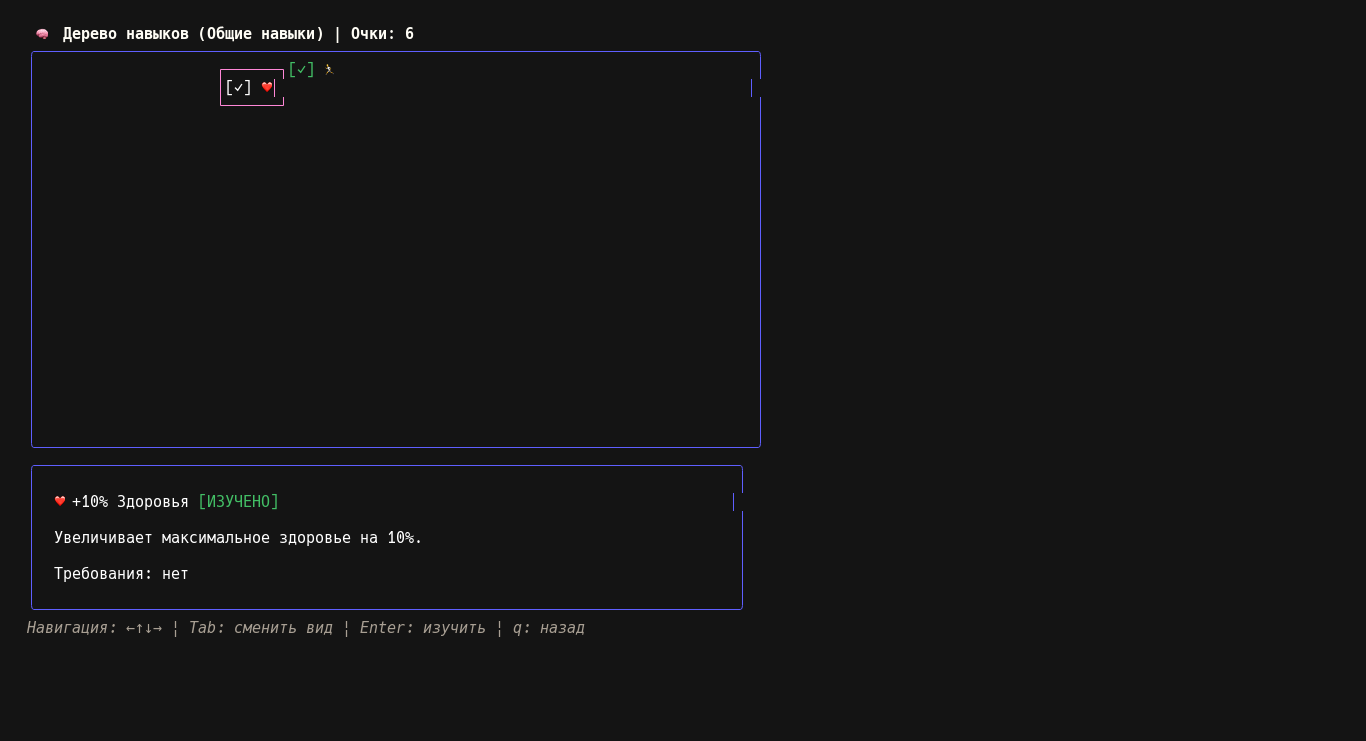 🧠 Дерево навыков (Общие навыки) | Очки: 6
[✓] 🏃
[✓] ❤️
❤️ +10% Здоровья [ИЗУЧЕНО]
Увеличивает максимальное здоровье на 10%.
Требования: нет
Навигация: ←↑↓→ ¦ Tab: сменить вид ¦ Enter: изучить ¦ q: назад